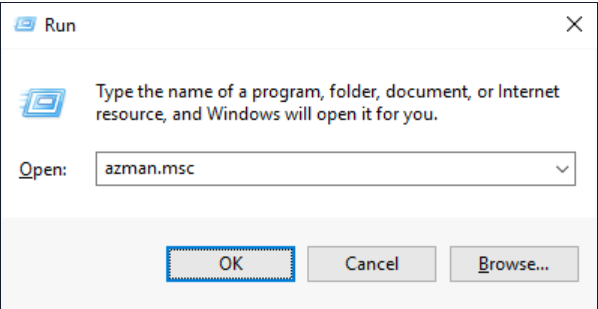 Run
Type the name of a program, folder, document, or Internet
resource, and Windows will open it for you.
Open: azman.msc
OK Cancel Browse...